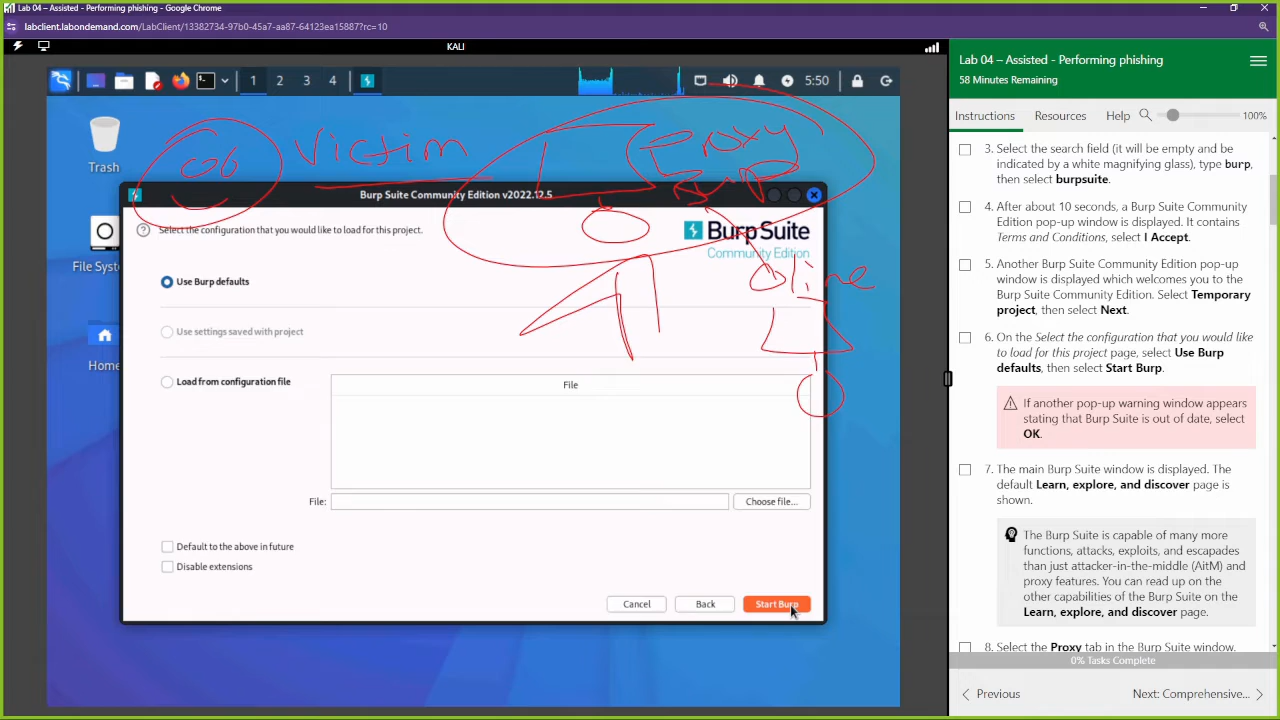 Lab 04 – Assisted - Performing phishing - Google Chrome
labclient.labondemand.com/LabClient/13382734-97b0-45a7-aa87-64123ea15887?rc=10
KALI
1 2 3 4
5:50
Trash
File Syste
Home
Victim
Proxy
Burp
Burp Suite Community Edition v2022.12.5
Select the configuration that you would like to load for this project.
Burp Suite
Community Edition
Use Burp defaults
Use settings saved with project
Load from configuration file
File
File:
Choose file...
Default to the above in future
Disable extensions
Cancel
Back
Start Burp
Lab 04 - Assisted - Performing phishing
58 Minutes Remaining
Instructions
Resources
Help
100%
3. Select the search field (it will be empty and be
indicated by a white magnifying glass), type burp,
then select burpsuite.
4. After about 10 seconds, a Burp Suite Community
Edition pop-up window is displayed. It contains
Terms and Conditions, select I Accept.
5. Another Burp Suite Community Edition pop-up
window is displayed which welcomes you to the
Burp Suite Community Edition. Select Temporary
project, then select Next.
6. On the Select the configuration that you would like
to load for this project page, select Use Burp
defaults, then select Start Burp.
If another pop-up warning window appears
stating that Burp Suite is out of date, select
OK.
7. The main Burp Suite window is displayed. The
default Learn, explore, and discover page is
shown.
The Burp Suite is capable of many more
functions, attacks, exploits, and escapades
than just attacker-in-the-middle (AitM) and
proxy features. You can read up on the
other capabilities of the Burp Suite on the
Learn, explore, and discover page.
8. Select the Proxy tab in the Burp Suite window.
0% Tasks Complete
Previous
Next: Comprehensive...